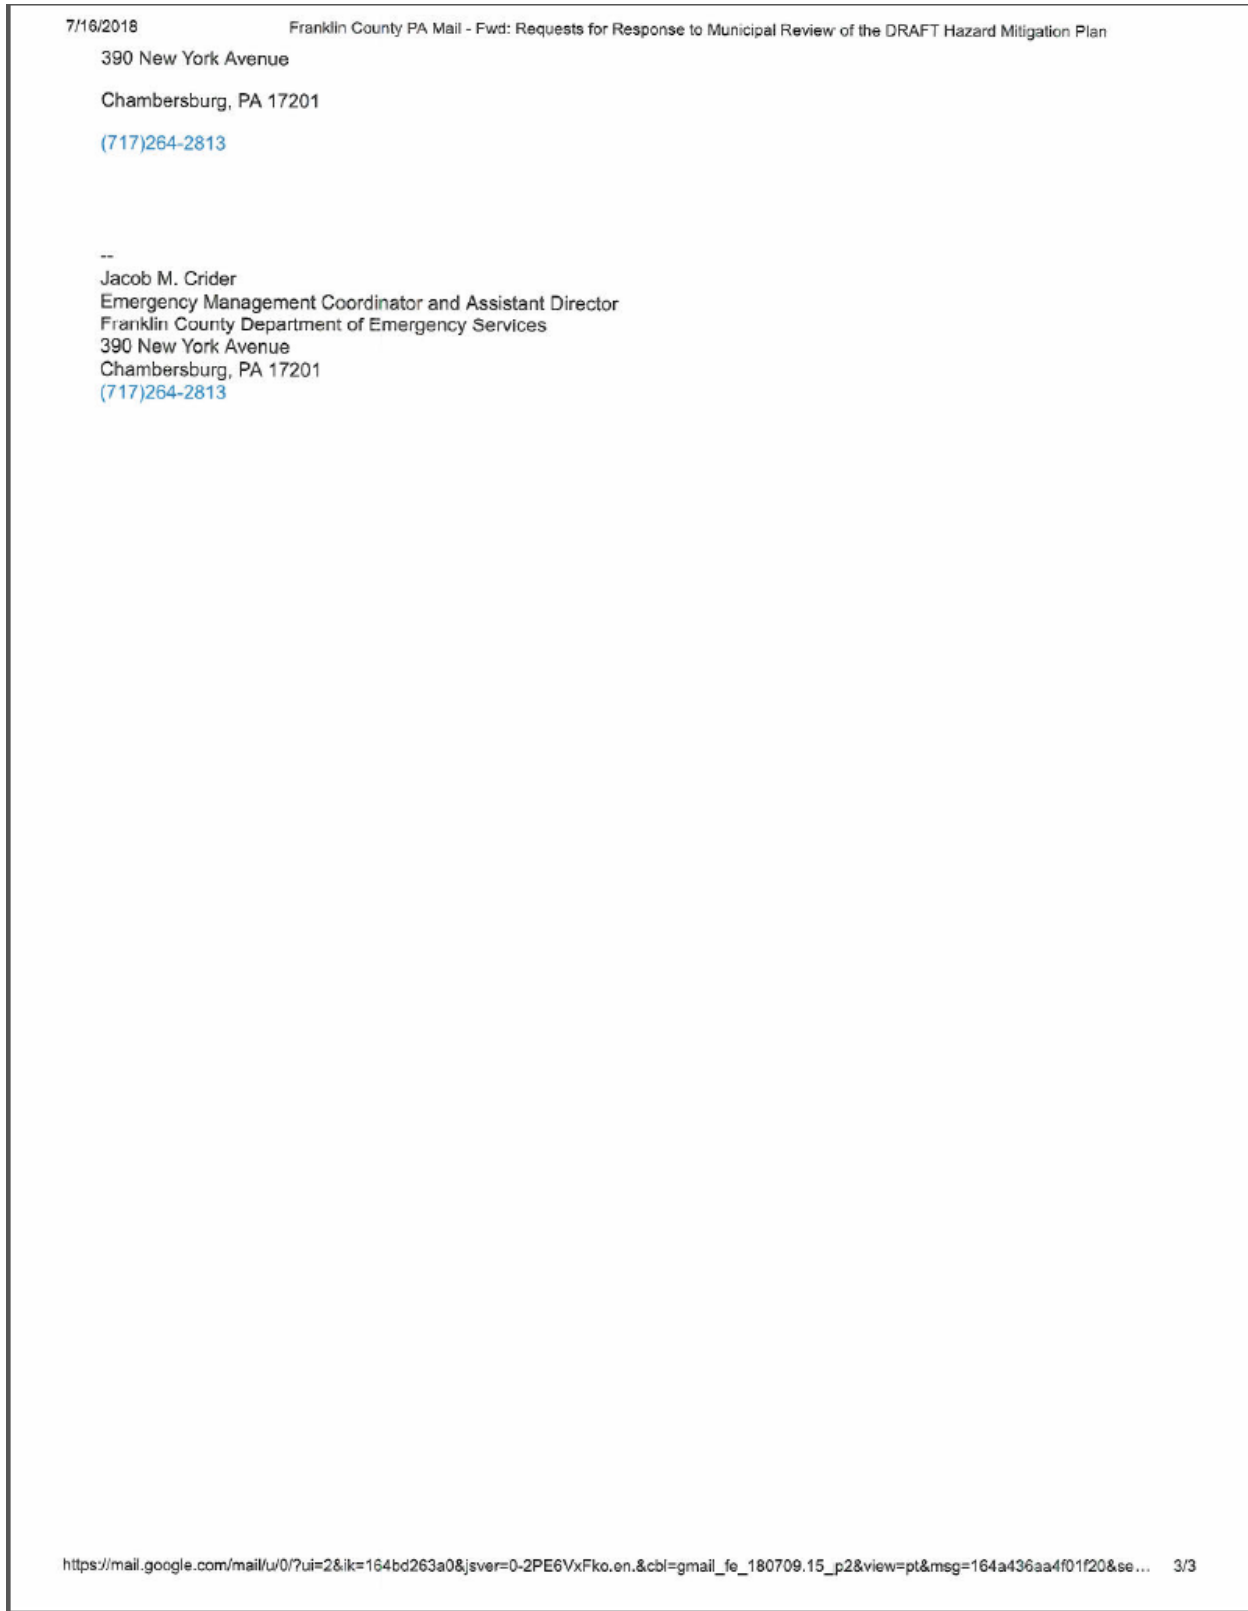 7/16/2018 Franklin County PA Mail - Fwd: Requests for Response to Municipal Review of the DRAFT Hazard Mitigation Plan
390 New York Avenue
Chambersburg, PA 17201
(717)264-2813
--
Jacob M. Crider
Emergency Management Coordinator and Assistant Director
Franklin County Department of Emergency Services
390 New York Avenue
Chambersburg, PA 17201
(717)264-2813
https://mail.google.com/mail/u/0/?ui=2&ik=164bd263a0&jsver=0-2PE6VxFko.en.&cbl=gmail_fe_180709.15_p2&view=pt&msg=164a436aa4f01f20&se... 3/3